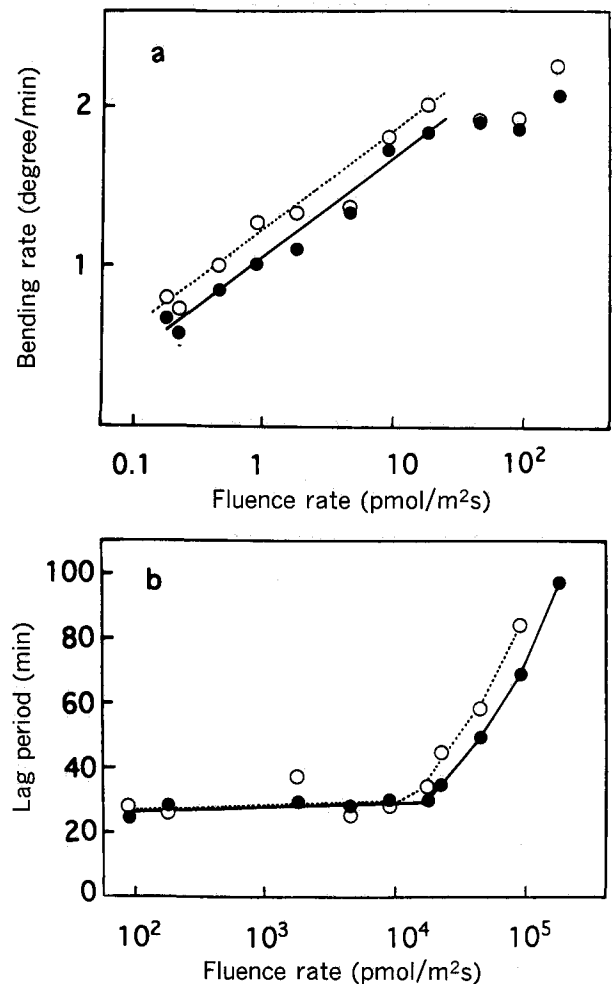 a
2
1
Bending rate (degree/min)
0.1 1 10 10²
Fluence rate (pmol/m²s)
b
100
80
60
40
20
0
Lag period (min)
10² 10³ 10⁴ 10⁵
Fluence rate (pmol/m²s)